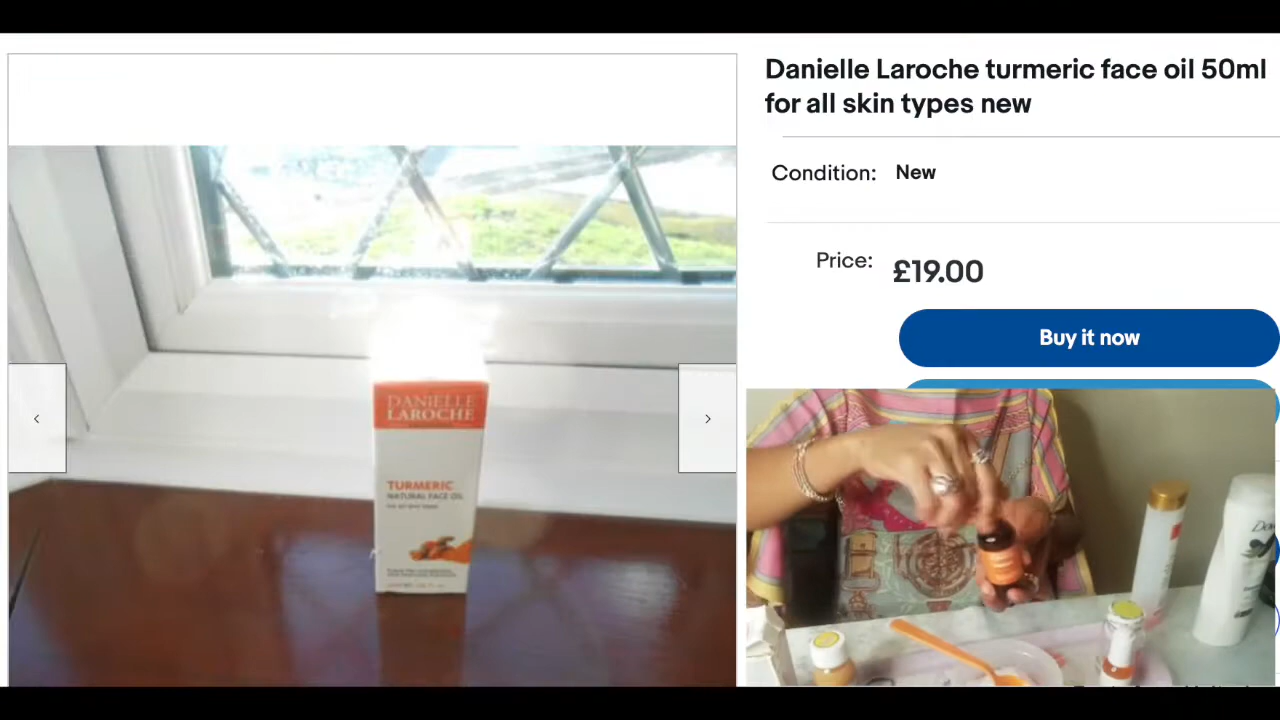 Danielle Laroche turmeric face oil 50ml
for all skin types new
Condition: New
Price: £19.00
Buy it now
DANIELLE
LAROCHE
TURMERIC
NATURAL FACE OIL